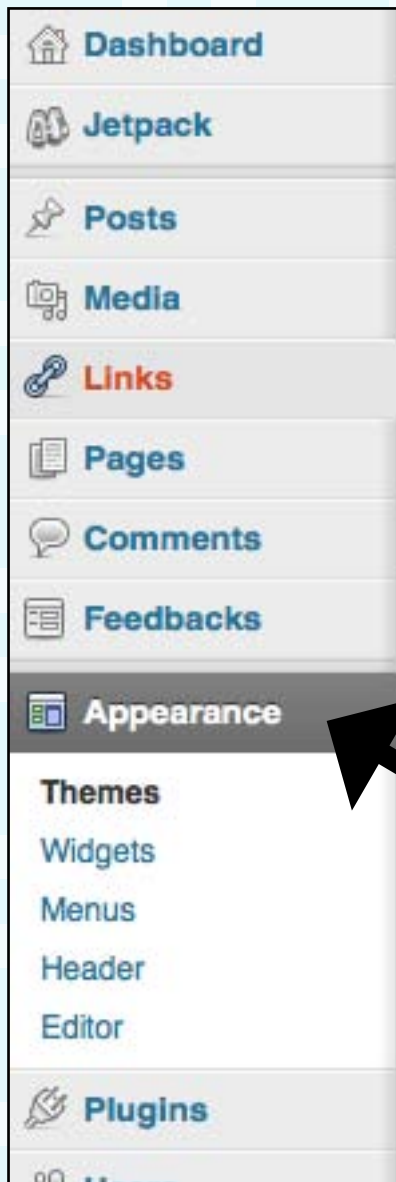 Dashboard
Jetpack
Posts
Media
Links
Pages
Comments
Feedbacks
Appearance
Themes
Widgets
Menus
Header
Editor
Plugins